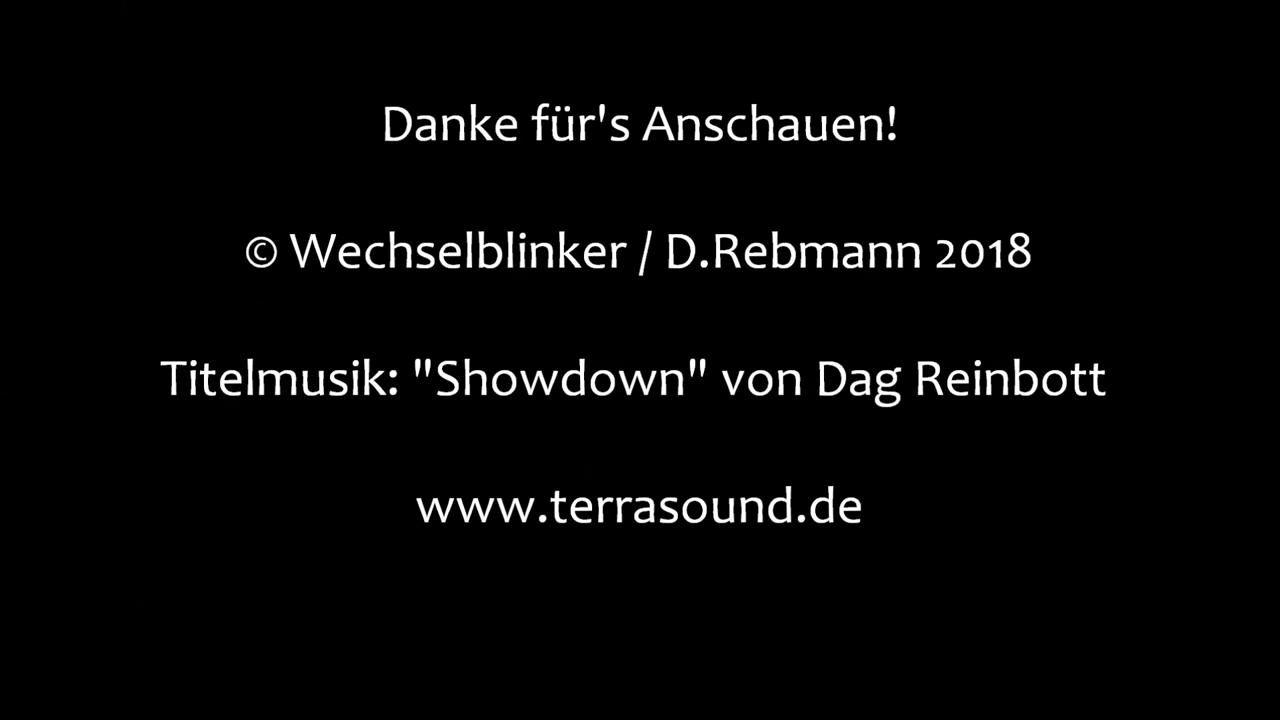 Danke für's Anschauen!
© Wechselblinker / D.Rebmann 2018
Titelmusik: "Showdown" von Dag Reinbott
www.terrasound.de